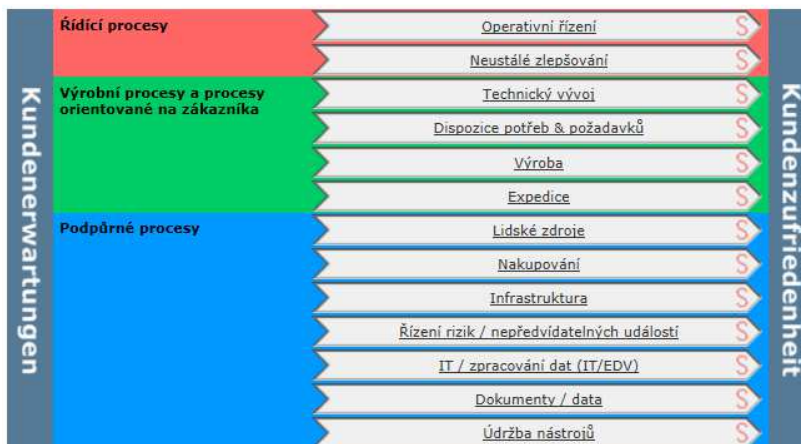 Kundenerwartungen
Řídící procesy
Operativní řízení S
Neustálé zlepšování S
Výrobní procesy a procesy
orientované na zákazníka
Technický vývoj S
Dispozice potřeb & požadavků S
Výroba S
Expedice S
Podpůrné procesy
Lidské zdroje S
Nakupování S
Infrastruktura S
Řízení rizik / nepředvídatelných událostí S
IT / zpracování dat (IT/EDV) S
Dokumenty / data S
Údržba nástrojů S
Kundenzufriedenheit